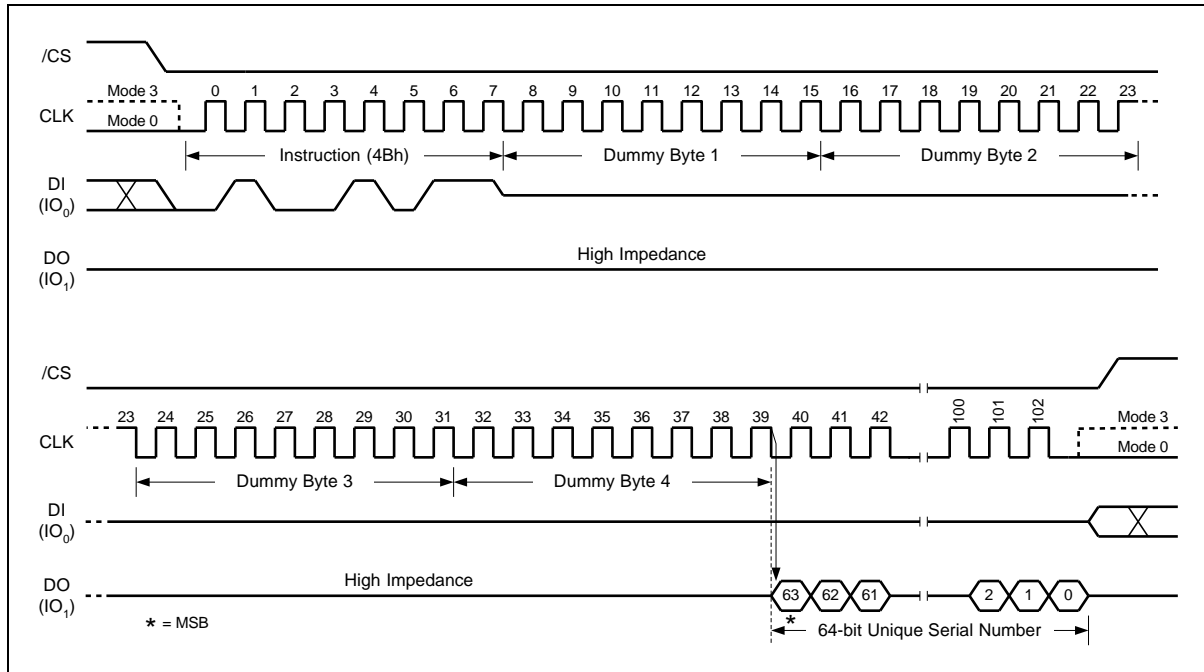 /CS
Mode 3 0 1 2 3 4 5 6 7 8 9 10 11 12 13 14 15 16 17 18 19 20 21 22 23
CLK
Mode 0
Instruction (4Bh) Dummy Byte 1 Dummy Byte 2
DI
(IO0)
DO High Impedance
(IO1)
/CS
23 24 25 26 27 28 29 30 31 32 33 34 35 36 37 38 39 40 41 42 100 101 102 Mode 3
CLK
Mode 0
Dummy Byte 3 Dummy Byte 4
DI
(IO0)
DO High Impedance
(IO1)
63 62 61 2 1 0
* = MSB * 64-bit Unique Serial Number